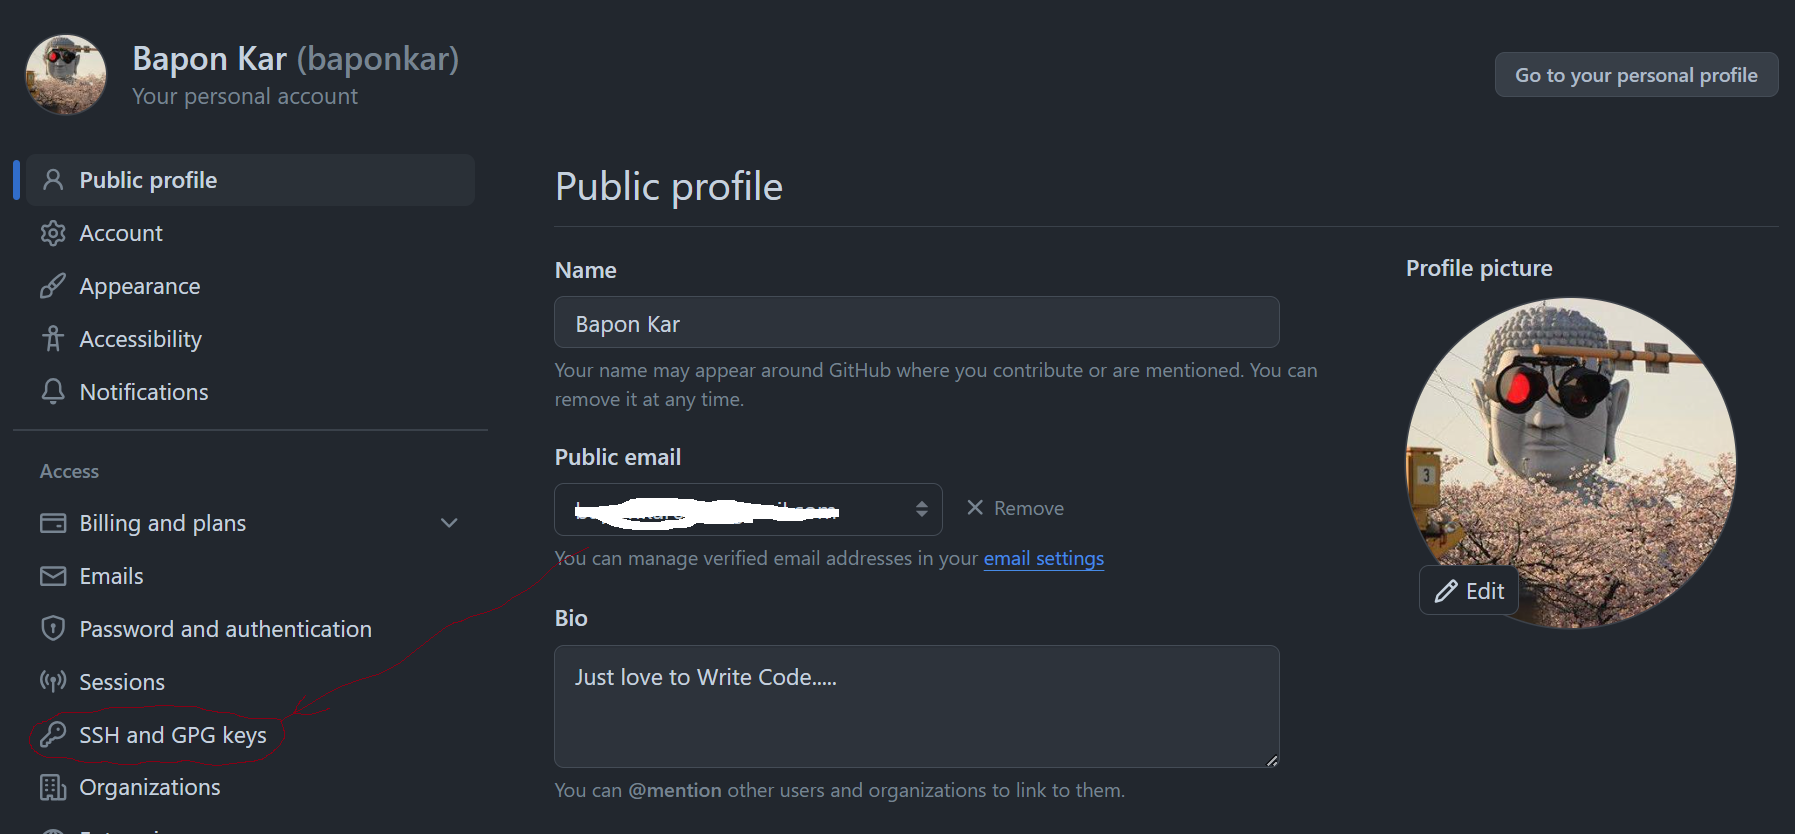 Bapon Kar (baponkar)
Your personal account
Go to your personal profile
Public profile
Account
Appearance
Accessibility
Notifications
Access
Billing and plans
Emails
Password and authentication
Sessions
SSH and GPG keys
Organizations
Public profile
Name
Bapon Kar
Your name may appear around GitHub where you contribute or are mentioned. You can
remove it at any time.
Public email
Remove
You can manage verified email addresses in your email settings
Bio
Just love to Write Code.....
You can @mention other users and organizations to link to them.
Profile picture
3
Edit